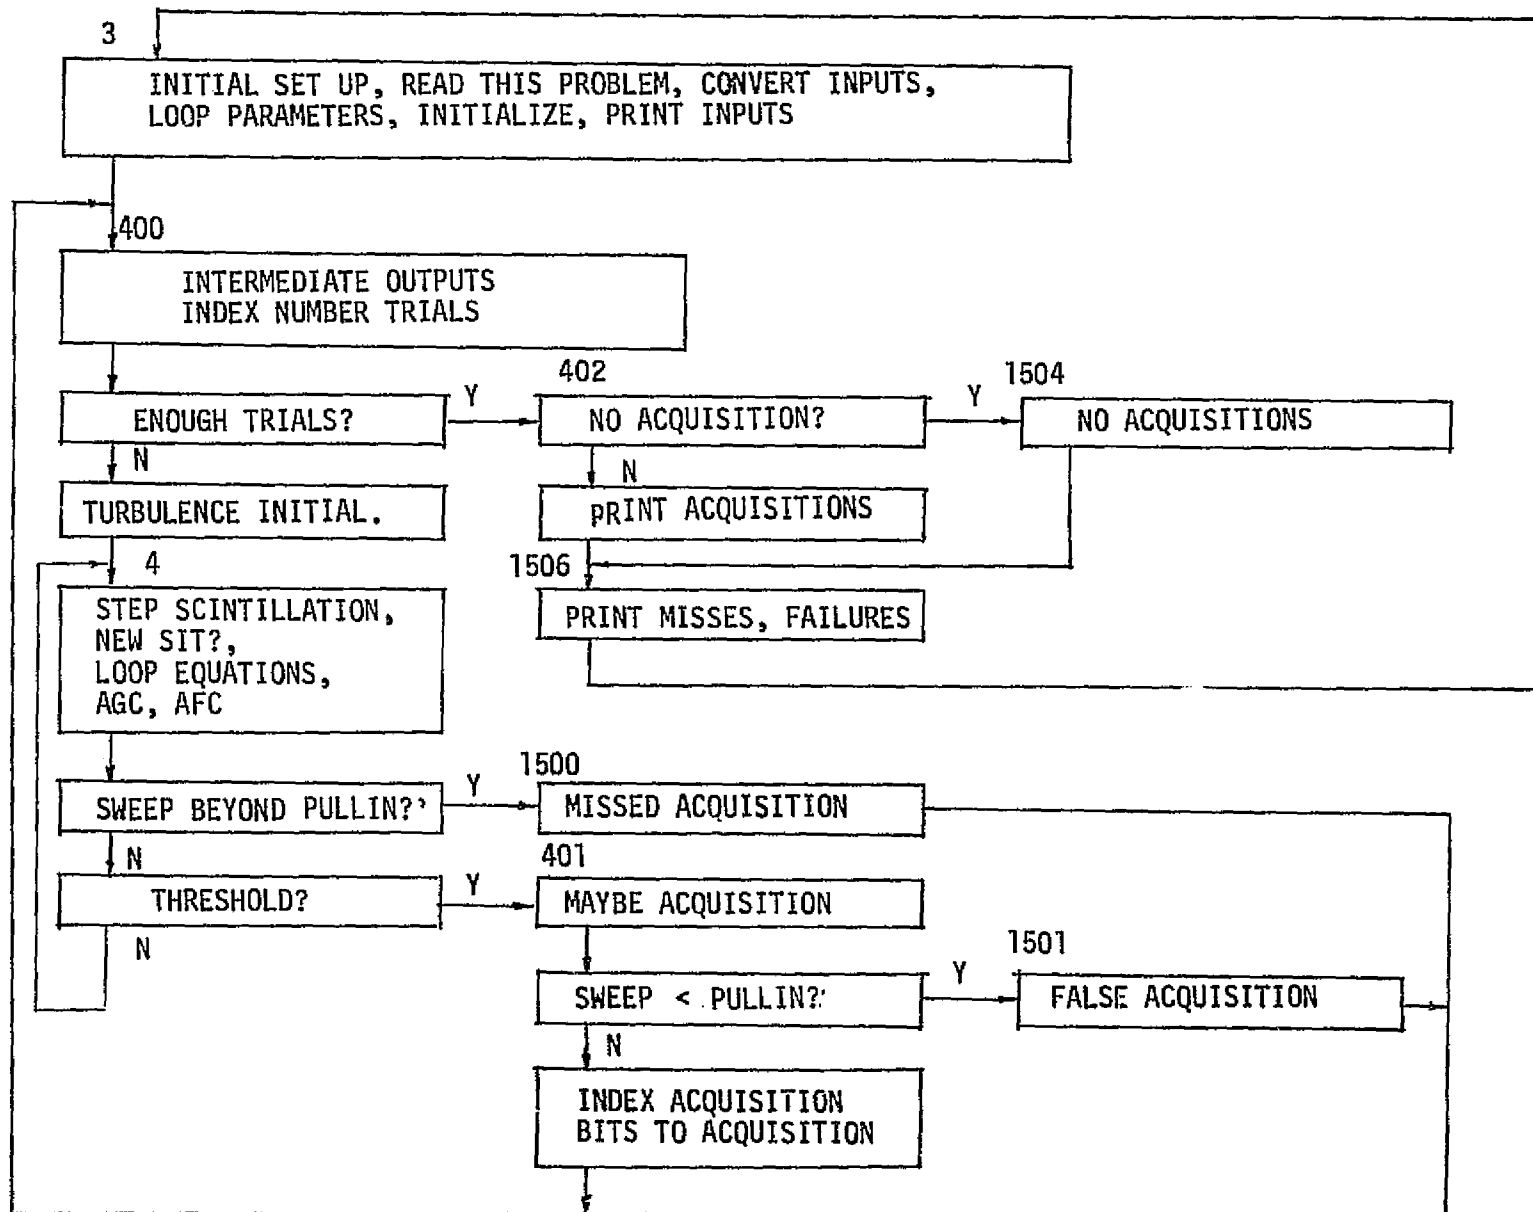 3
INITIAL SET UP, READ THIS PROBLEM, CONVERT INPUTS,
LOOP PARAMETERS, INITIALIZE, PRINT INPUTS
400
INTERMEDIATE OUTPUTS
INDEX NUMBER TRIALS
ENOUGH TRIALS?
Y
402
NO ACQUISITION?
Y
1504
NO ACQUISITIONS
N
N
TURBULENCE INITIAL.
PRINT ACQUISITIONS
4
1506
STEP SCINTILLATION,
NEW SIT?,
LOOP EQUATIONS,
AGC, AFC
PRINT MISSES, FAILURES
SWEEP BEYOND PULLIN?
Y
1500
MISSED ACQUISITION
N
THRESHOLD?
Y
401
MAYBE ACQUISITION
N
SWEEP < PULLIN?
Y
1501
FALSE ACQUISITION
N
INDEX ACQUISITION
BITS TO ACQUISITION